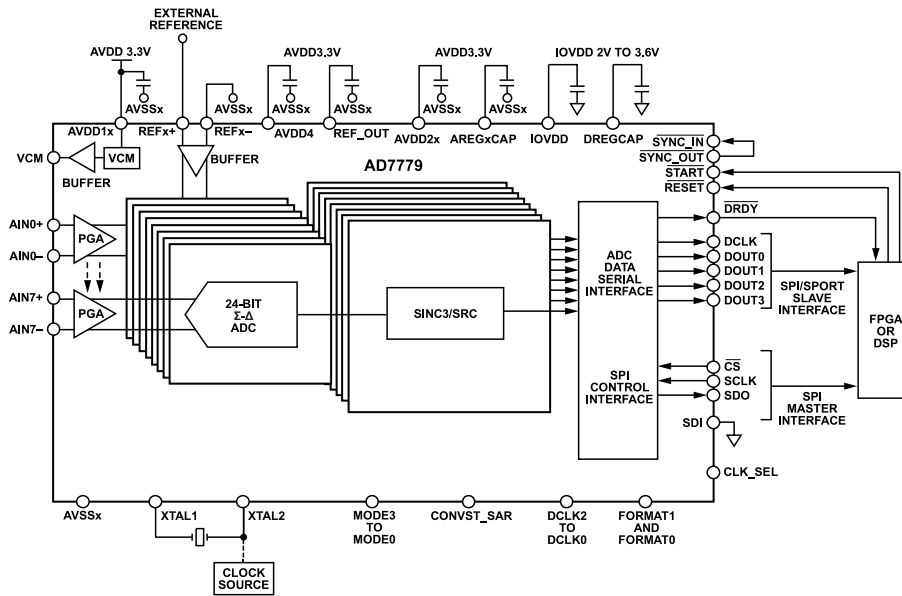 EXTERNAL
REFERENCE
AVDD 3.3V
AVDD3.3V
AVDD3.3V
IOVDD 2V TO 3.6V
AVSSx
AVSSx
AVSSx
AVSSx
AVSSx
AVSSx
AVDD1x
REFx+
REFx–
AVDD4
REF_OUT
AVDD2x
AREGxCAP
IOVDD
DREGCAP
VCM
VCM
BUFFER
BUFFER
AD7779
SYNC_IN
SYNC_OUT
START
RESET
DRDY
AIN0+
PGA
AIN0–
AIN7+
PGA
AIN7–
24-BIT
Σ-Δ
ADC
SINC3/SRC
ADC
DATA
SERIAL
INTERFACE
SPI
CONTROL
INTERFACE
DCLK
DOUT0
DOUT1
DOUT2
DOUT3
SPI/SPORT
SLAVE
INTERFACE
FPGA
OR
DSP
CS
SCLK
SDO
SPI
MASTER
INTERFACE
SDI
CLK_SEL
AVSSx
XTAL1
XTAL2
MODE3
TO
MODE0
CONVST_SAR
DCLK2
TO
DCLK0
FORMAT1
AND
FORMAT0
CLOCK
SOURCE